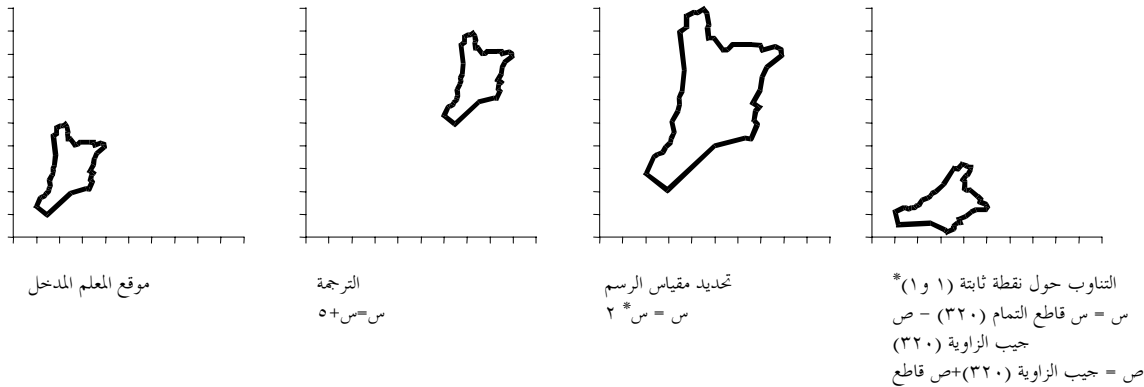 موقع المعلم المدخل
الترجمة
س=س+٥
تحديد مقياس الرسم
س = س* ٢
التناوب حول نقطة ثابتة (١ و١)*
س = س قاطع التمام (٣٢٠) – ص
جيب الزاوية (٣٢٠)
ص = جيب الزاوية (٣٢٠)+ص قاطع